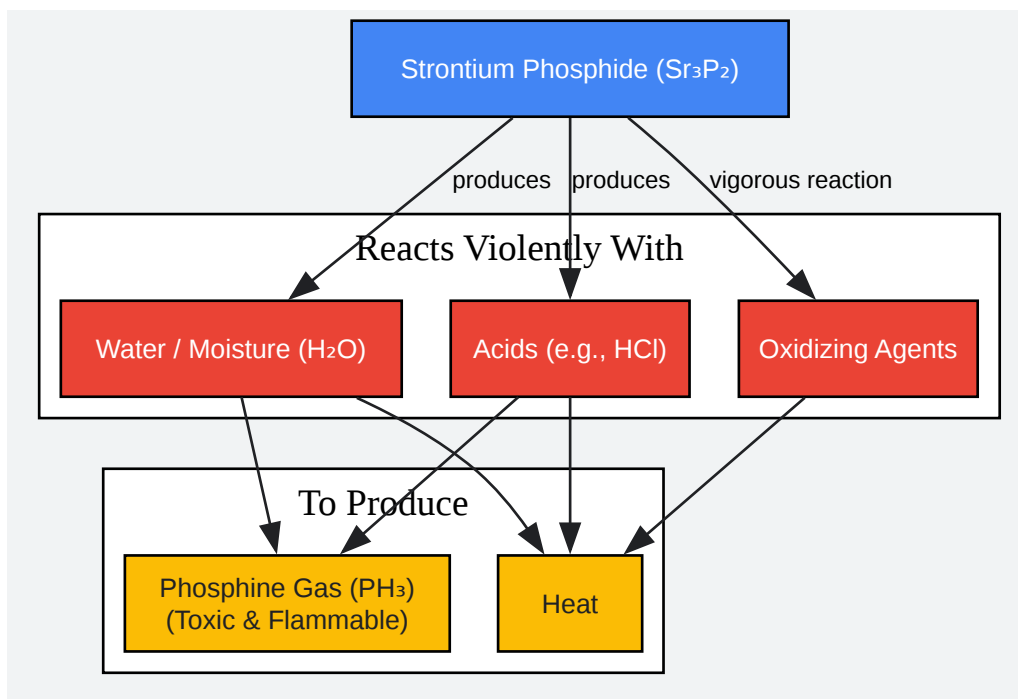 Strontium Phosphide (Sr₃P₂)
produces
produces
vigorous reaction
Reacts Violently With
Water / Moisture (H₂O)
Acids (e.g., HCl)
Oxidizing Agents
To Produce
Phosphine Gas (PH₃)
(Toxic & Flammable)
Heat